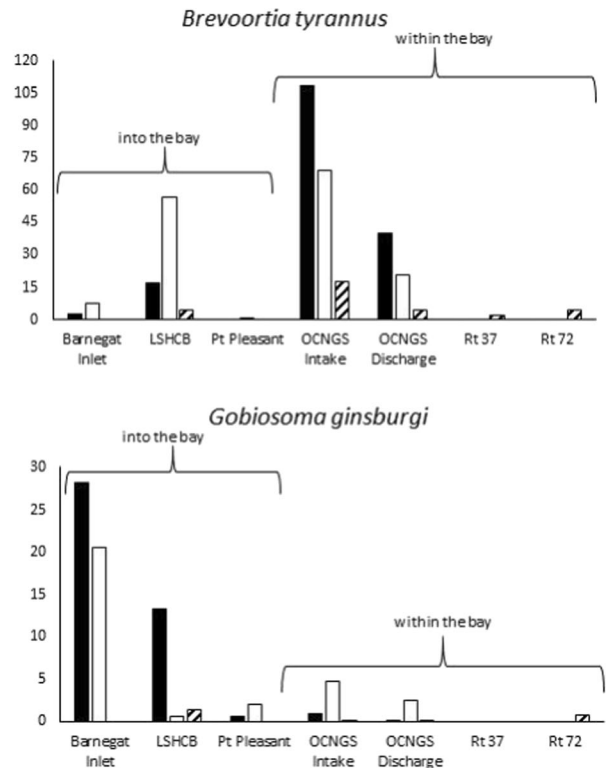 Brevoortia tyrannus
within the bay
into the bay
120
105
90
75
60
45
30
15
0
Barnegat Inlet
LSHCB
Pt Pleasant
OCNGS Intake
OCNGS Discharge
Rt 37
Rt 72
Gobiosoma ginsburgi
into the bay
within the bay
30
25
20
15
10
5
0
Barnegat Inlet
LSHCB
Pt Pleasant
OCNGS Intake
OCNGS Discharge
Rt 37
Rt 72